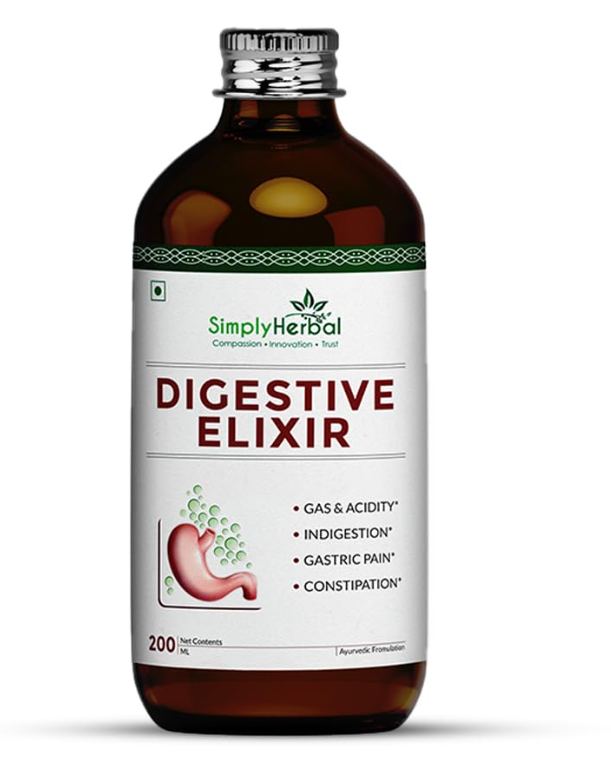 SimplyHerbal
Compassion • Innovation • Trust
DIGESTIVE
ELIXIR
• GAS & ACIDITY*
• INDIGESTION*
• GASTRIC PAIN*
• CONSTIPATION*
200 Net Contents
ML
Ayurvedic Fromulation